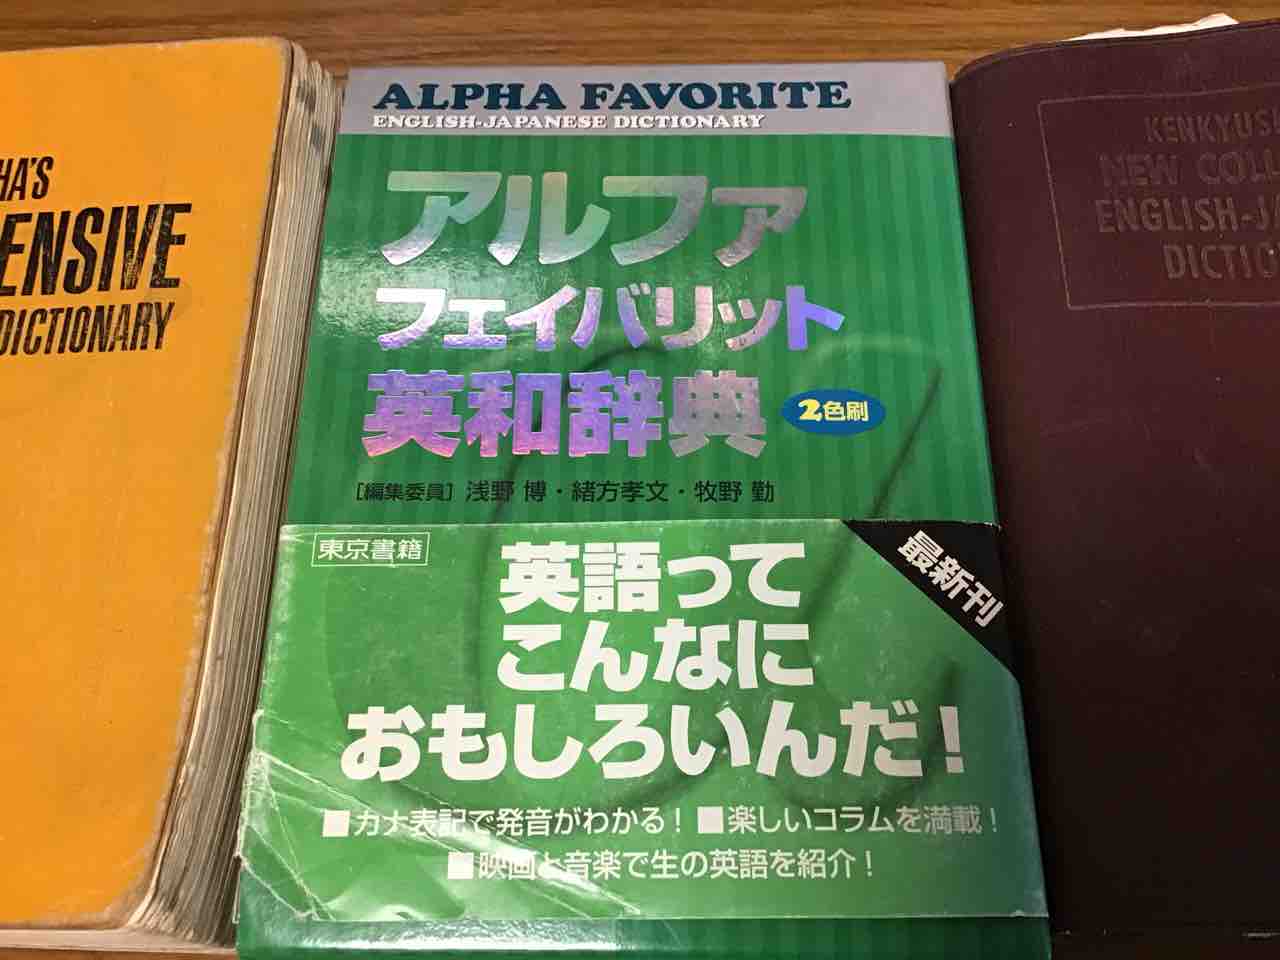 HA'S
ENSIVE
DICTIONARY
ALPHA FAVORITE
ENGLISH-JAPANESE DICTIONARY
アルファ
フェイバリット
英和辞典
2色刷
[編集委員] 浅野 博・緒方孝文・牧野 勤
東京書籍
最新刊
英語って
こんなに
おもしろいんだ!
■カナ表記で発音がわかる! ■楽しいコラムを満載!
■映画と音楽で生の英語を紹介!
KENKYUS
NEW COLL
ENGLISH-JA
DICTIO